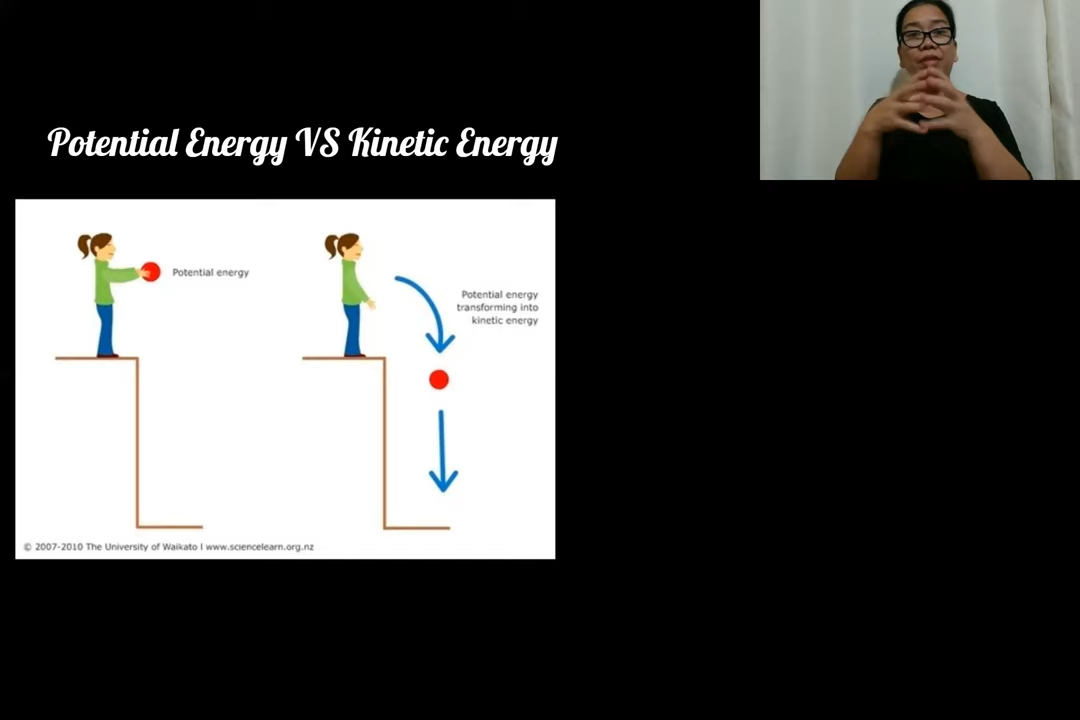 Potential Energy VS Kinetic Energy
Potential energy
Potential energy
transforming into
kinetic energy
© 2007-2010 The University of Waikato I www.sciencelearn.org.nz